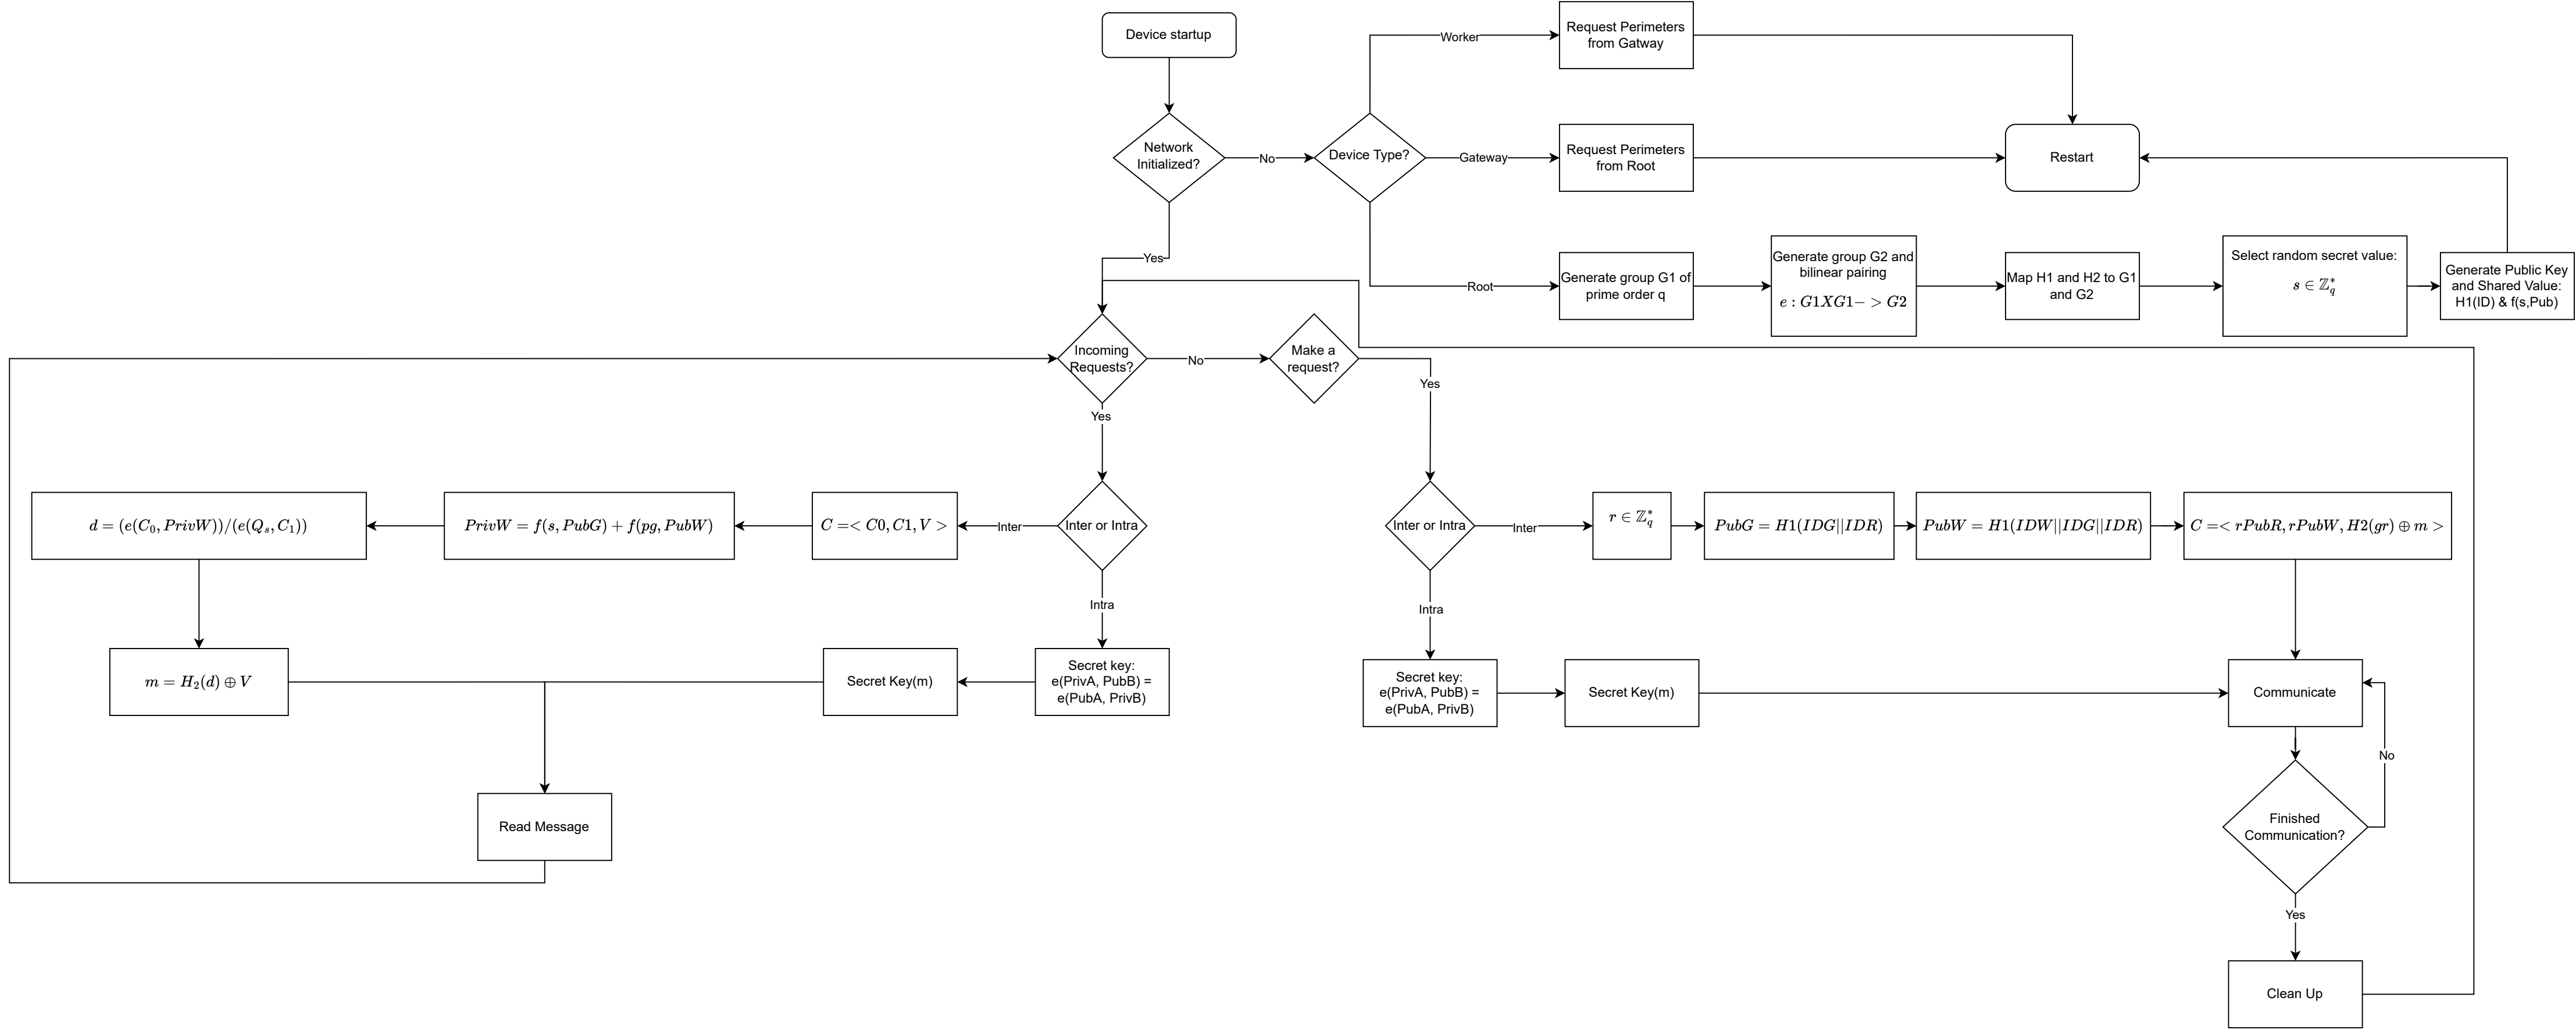 Device startup
Request Perimeters
from Gatway
Worker
Network
Initialized?
No
Device Type?
Gateway
Request Perimeters
from Root
Restart
Yes
Root
Generate group G1 of
prime order q
Generate group G2 and
bilinear pairing
e : G1XG1− > G2
Map H1 and H2 to G1
and G2
Select random secret value:
s ∈ ℤ*q
Generate Public Key
and Shared Value:
H1(ID) & f(s,Pub)
Incoming
Requests?
No
Make a
request?
Yes
Yes
d = (e(C₀, PrivW))/(e(Qₛ, C₁))
PrivW = f(s, PubG) + f(pg, PubW)
C =< C0, C1, V >
Inter
Inter or Intra
Inter or Intra
Inter
r ∈ ℤ*q
PubG = H1(IDG||IDR)
PubW = H1(IDW||IDG||IDR)
C =< rPubR, rPubW, H2(gr) ⊕ m >
Intra
Intra
m = H₂(d) ⊕ V
Secret Key(m)
Secret key:
e(PrivA, PubB) =
e(PubA, PrivB)
Secret key:
e(PrivA, PubB) =
e(PubA, PrivB)
Secret Key(m)
Communicate
No
Read Message
Finished
Communication?
Yes
Clean Up